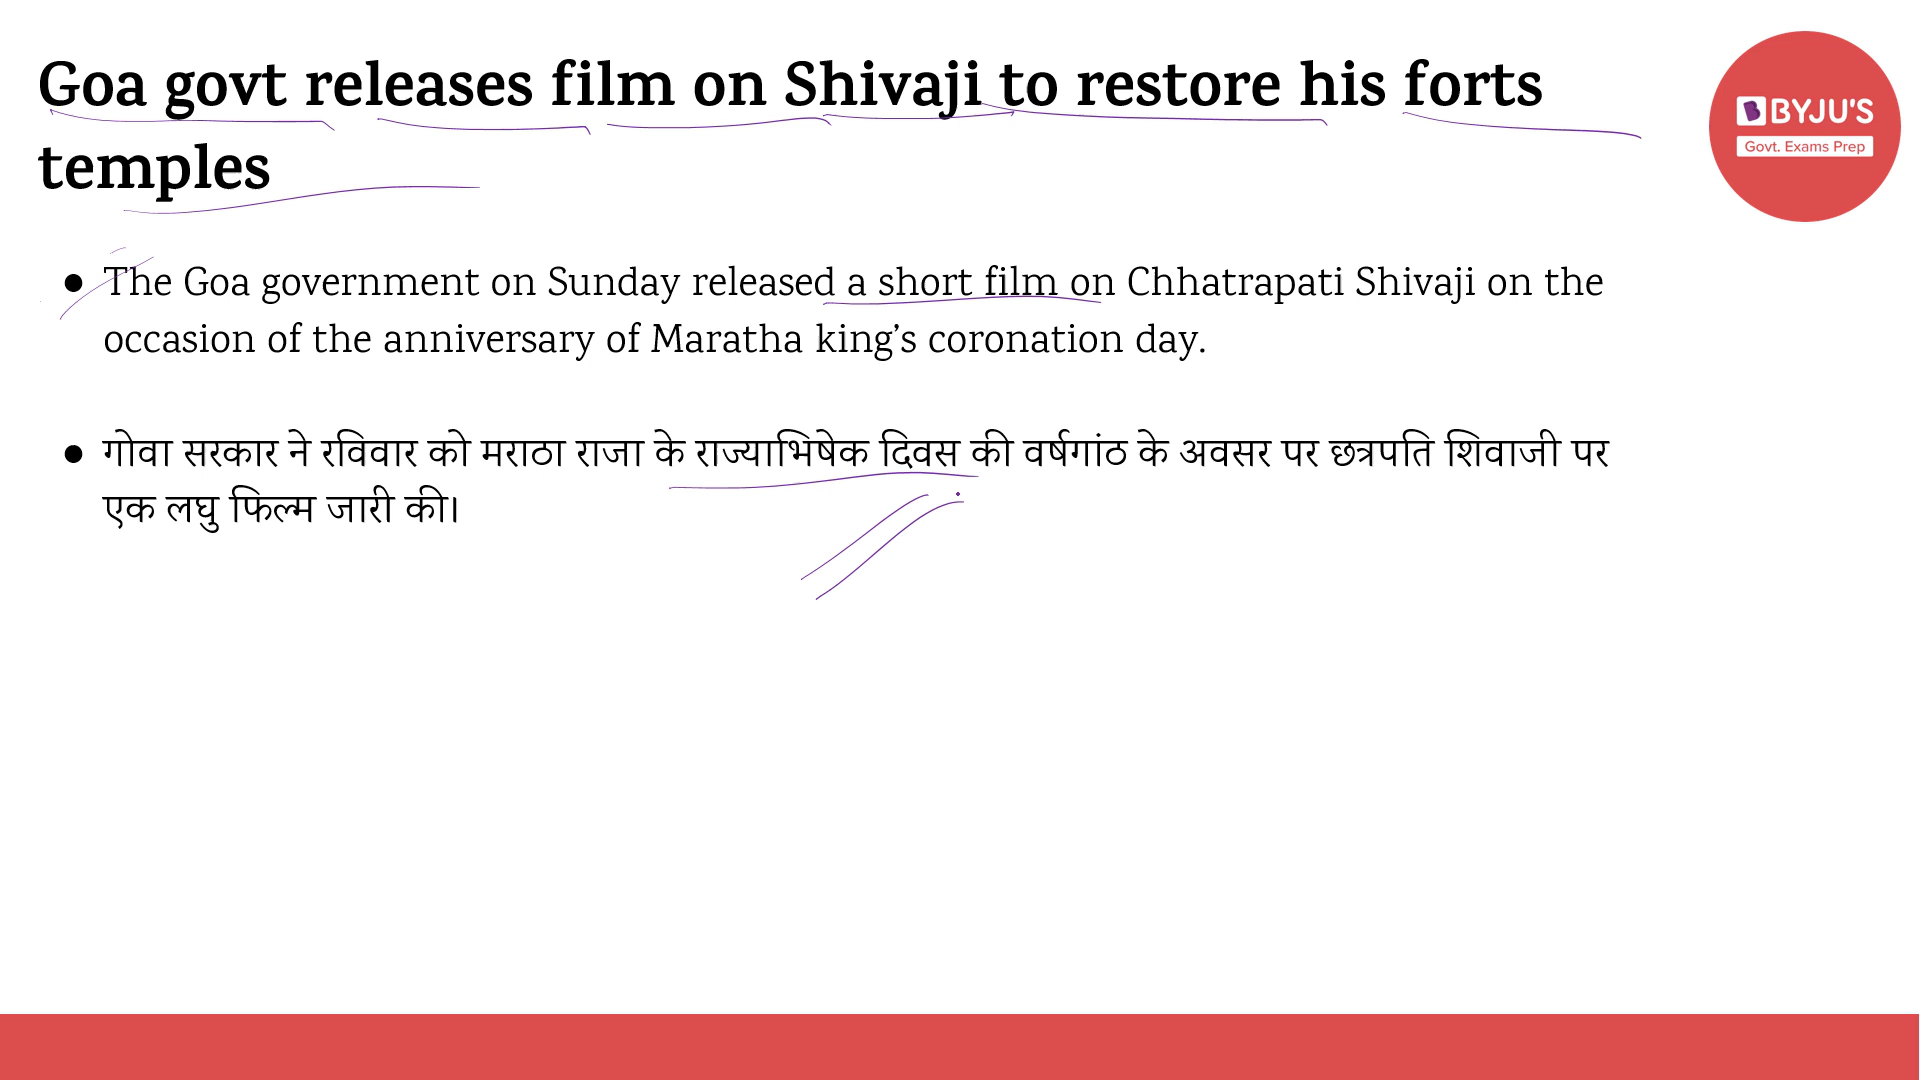 Goa govt releases film on Shivaji to restore his forts
temples
BYJU'S
Govt. Exams Prep
● The Goa government on Sunday released a short film on Chhatrapati Shivaji on the
occasion of the anniversary of Maratha king’s coronation day.
● गोवा सरकार ने रविवार को मराठा राजा के राज्याभिषेक दिवस की वर्षगांठ के अवसर पर छत्रपति शिवाजी पर
एक लघु फिल्म जारी की।